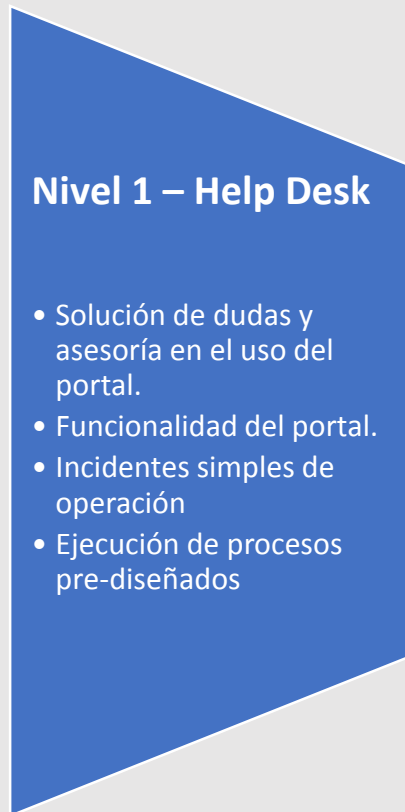 Nivel 1 – Help Desk
• Solución de dudas y
asesoría en el uso del
portal.
• Funcionalidad del portal.
• Incidentes simples de
operación
• Ejecución de procesos
pre-diseñados